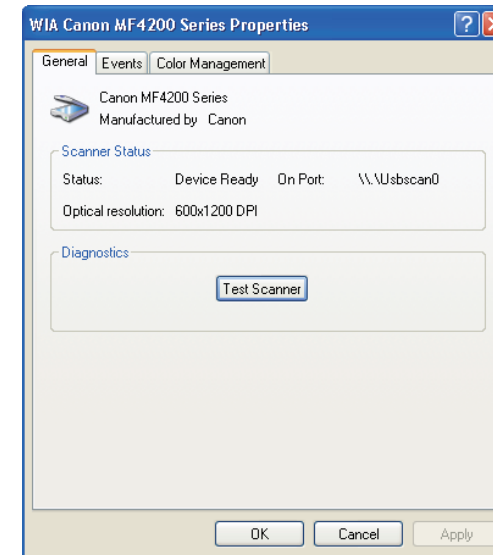 WIA Canon MF4200 Series Properties
General Events Color Management
Canon MF4200 Series
Manufactured by Canon
Scanner Status
Status: Device Ready On Port: \\.\Usbscan0
Optical resolution: 600x1200 DPI
Diagnostics
Test Scanner
OK Cancel Apply